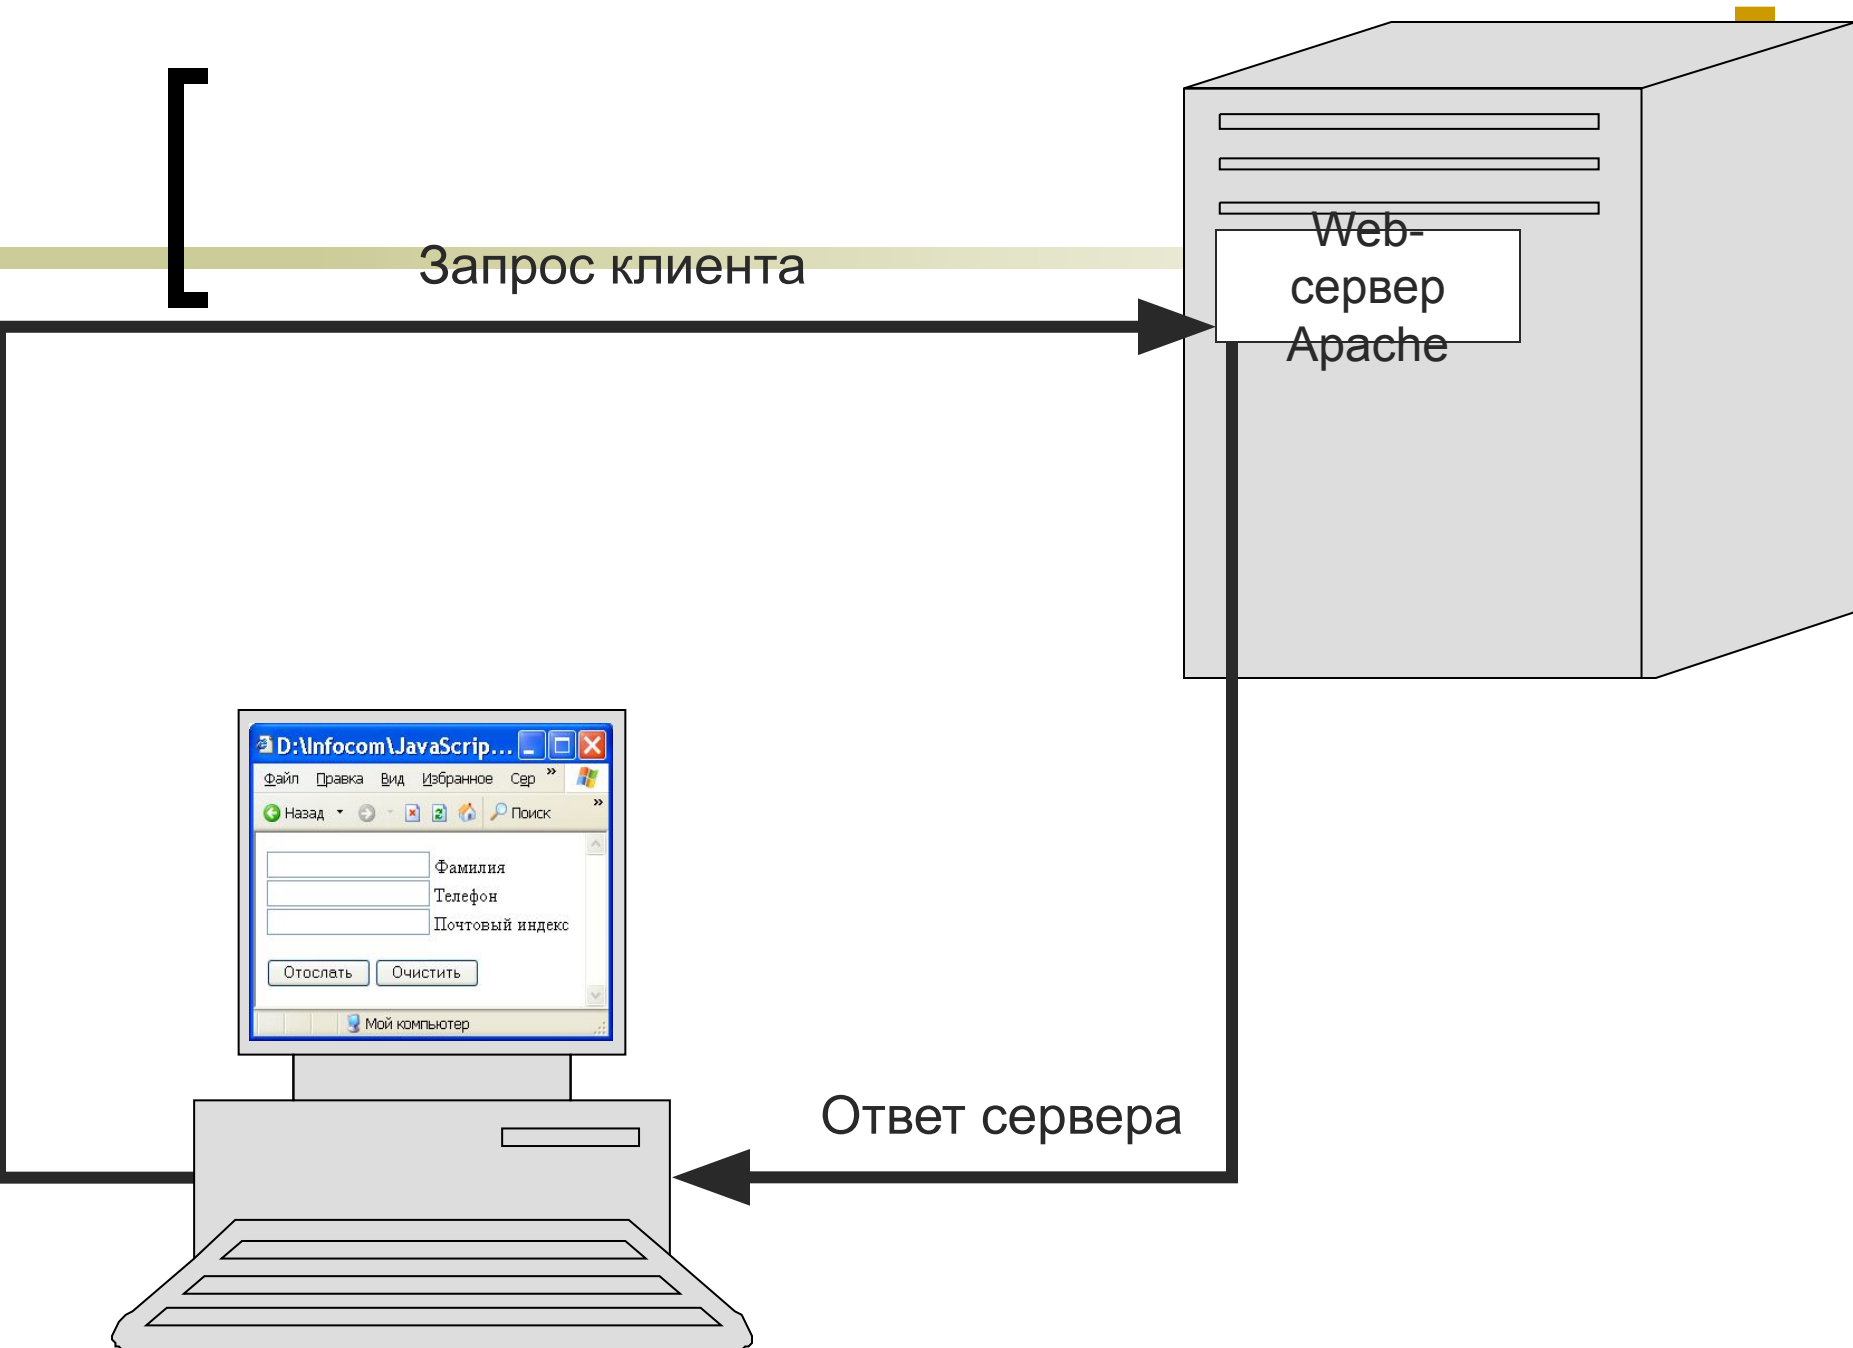 Запрос клиента
Web-
сервер
Apache
D:\Infocom\JavaScrip...
Файл Правка Вид Избранное Сер »
Назад Поиск »
Фамилия
Телефон
Почтовый индекс
Отослать Очистить
Мой компьютер
Ответ сервера